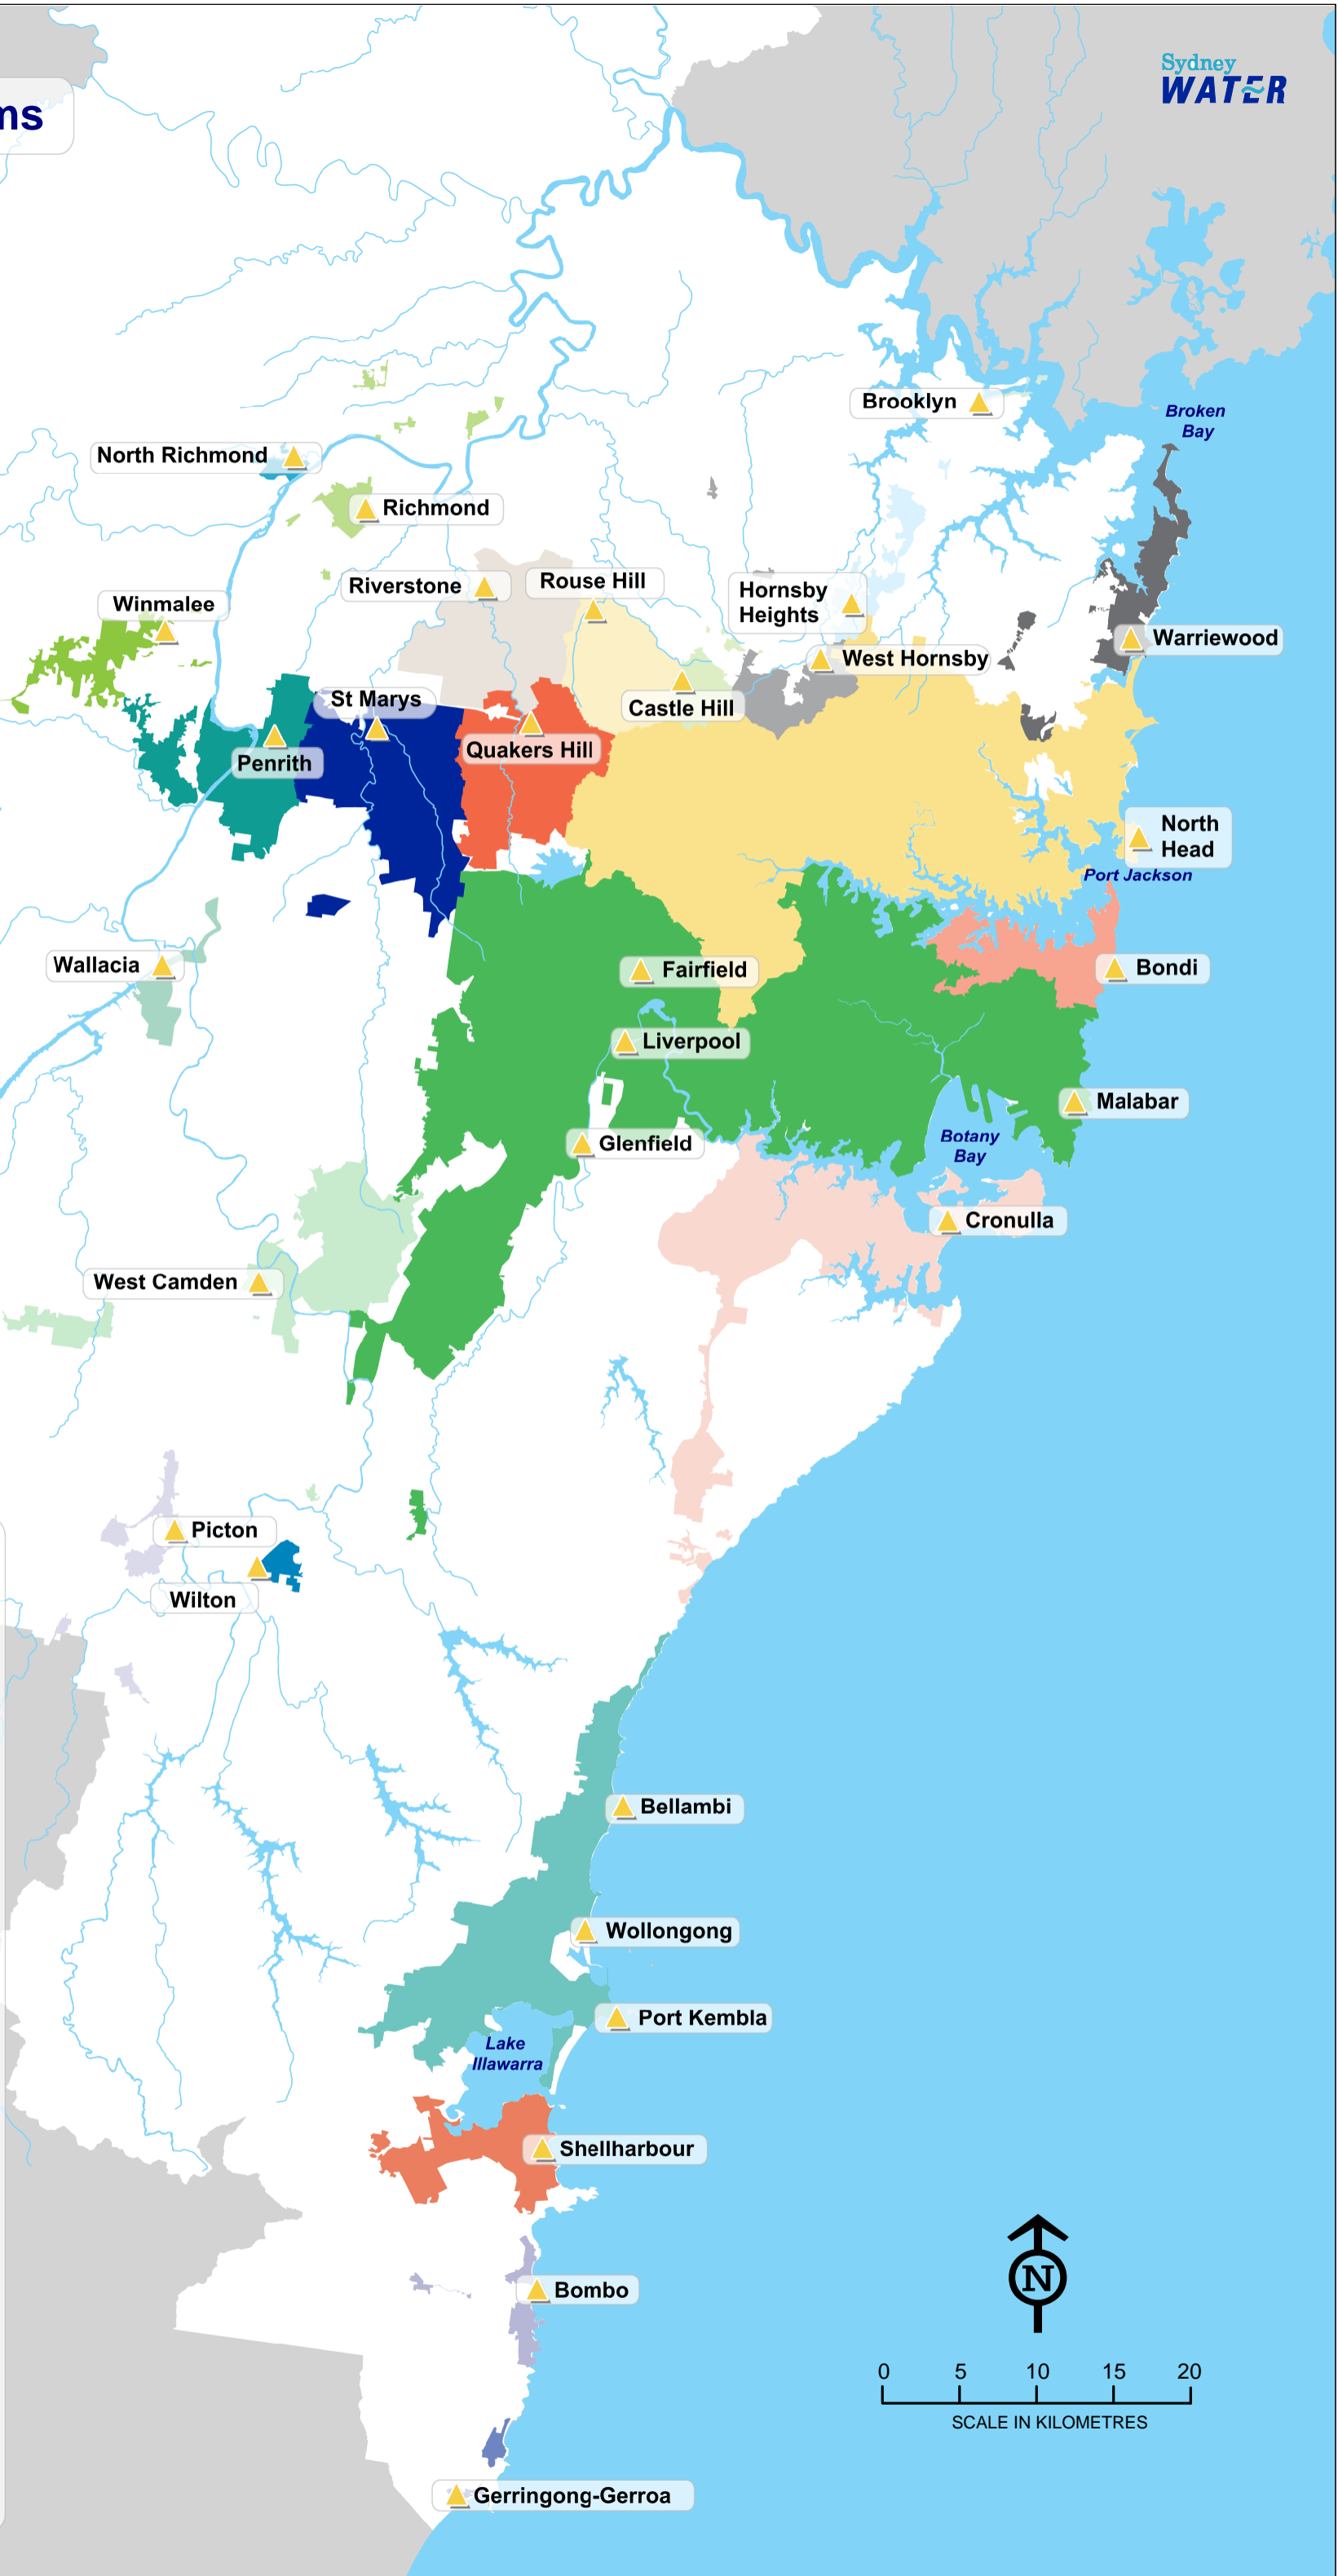 Sydney
WATER
ms
Brooklyn
Broken
Bay
North Richmond
Richmond
Riverstone
Rouse Hill
Hornsby
Heights
Winmalee
Warriewood
West Hornsby
St Marys
Castle Hill
Quakers Hill
Penrith
North
Head
Port Jackson
Wallacia
Fairfield
Bondi
Liverpool
Malabar
Glenfield
Botany
Bay
Cronulla
West Camden
Picton
Wilton
Bellambi
Wollongong
Port Kembla
Lake
Illawarra
Shellharbour
N
Bombo
0 5 10 15 20
SCALE IN KILOMETRES
Gerringong-Gerroa